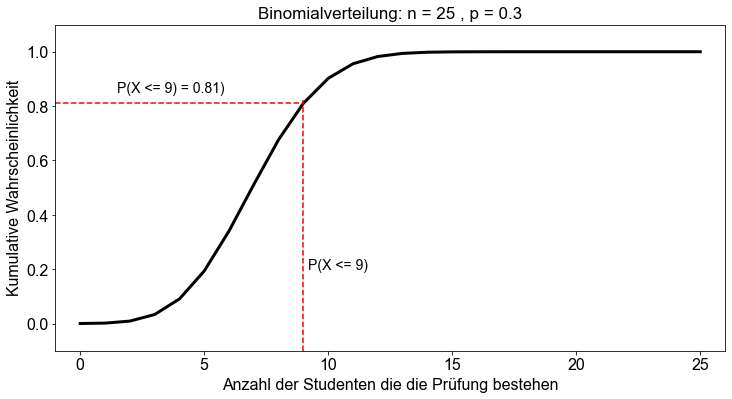 Binomialverteilung: n = 25 , p = 0.3
Kumulative Wahrscheinlichkeit
1.0
0.8
0.6
0.4
0.2
0.0
P(X <= 9) = 0.81)
P(X <= 9)
0 5 10 15 20 25
Anzahl der Studenten die die Prüfung bestehen